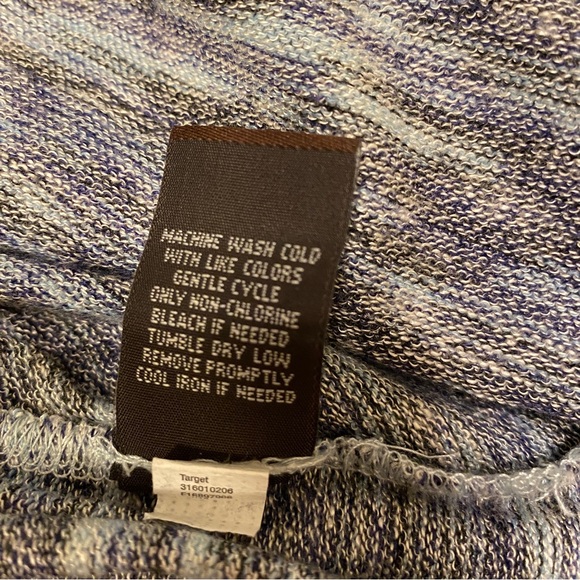 MACHINE WASH COLD
WITH LIKE COLORS
GENTLE CYCLE
ONLY NON-CHLORINE
BLEACH IF NEEDED
TUMBLE DRY LOW
REMOVE PROMPTLY
COOL IRON IF NEEDED
Target
316010206